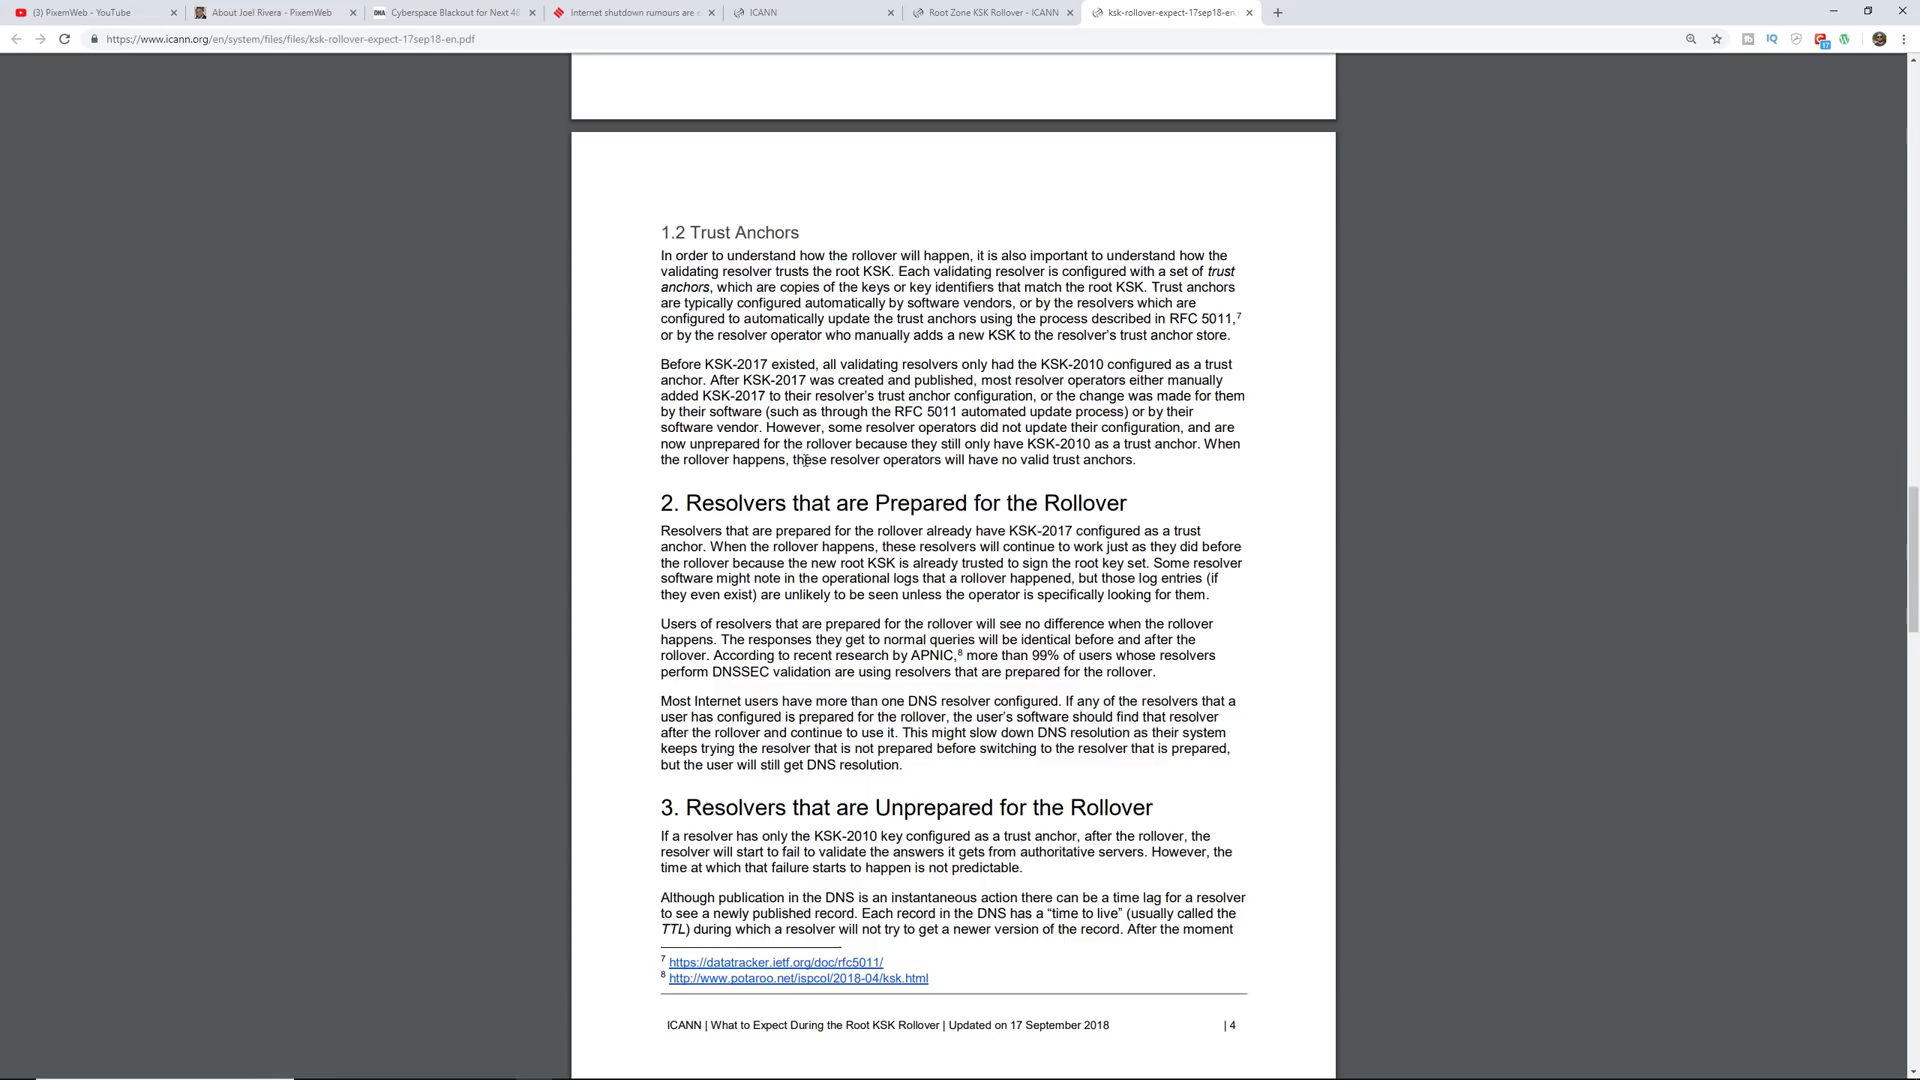 (3) PixemWeb - YouTube
About Joel Rivera - PixemWeb
DNA Cyberspace Blackout for Next 48
Internet shutdown rumours are e
ICANN
Root Zone KSK Rollover - ICANN
ksk-rollover-expect-17sep18-en.
https://www.icann.org/en/system/files/files/ksk-rollover-expect-17sep18-en.pdf
IQ
17
1.2 Trust Anchors
In order to understand how the rollover will happen, it is also important to understand how the
validating resolver trusts the root KSK. Each validating resolver is configured with a set of trust
anchors, which are copies of the keys or key identifiers that match the root KSK. Trust anchors
are typically configured automatically by software vendors, or by the resolvers which are
configured to automatically update the trust anchors using the process described in RFC 5011,7
or by the resolver operator who manually adds a new KSK to the resolver's trust anchor store.
Before KSK-2017 existed, all validating resolvers only had the KSK-2010 configured as a trust
anchor. After KSK-2017 was created and published, most resolver operators either manually
added KSK-2017 to their resolver's trust anchor configuration, or the change was made for them
by their software (such as through the RFC 5011 automated update process) or by their
software vendor. However, some resolver operators did not update their configuration, and are
now unprepared for the rollover because they still only have KSK-2010 as a trust anchor. When
the rollover happens, these resolver operators will have no valid trust anchors.
2. Resolvers that are Prepared for the Rollover
Resolvers that are prepared for the rollover already have KSK-2017 configured as a trust
anchor. When the rollover happens, these resolvers will continue to work just as they did before
the rollover because the new root KSK is already trusted to sign the root key set. Some resolver
software might note in the operational logs that a rollover happened, but those log entries (if
they even exist) are unlikely to be seen unless the operator is specifically looking for them.
Users of resolvers that are prepared for the rollover will see no difference when the rollover
happens. The responses they get to normal queries will be identical before and after the
rollover. According to recent research by APNIC,8 more than 99% of users whose resolvers
perform DNSSEC validation are using resolvers that are prepared for the rollover.
Most Internet users have more than one DNS resolver configured. If any of the resolvers that a
user has configured is prepared for the rollover, the user's software should find that resolver
after the rollover and continue to use it. This might slow down DNS resolution as their system
keeps trying the resolver that is not prepared before switching to the resolver that is prepared,
but the user will still get DNS resolution.
3. Resolvers that are Unprepared for the Rollover
If a resolver has only the KSK-2010 key configured as a trust anchor, after the rollover, the
resolver will start to fail to validate the answers it gets from authoritative servers. However, the
time at which that failure starts to happen is not predictable.
Although publication in the DNS is an instantaneous action there can be a time lag for a resolver
to see a newly published record. Each record in the DNS has a “time to live” (usually called the
TTL) during which a resolver will not try to get a newer version of the record. After the moment
7 https://datatracker.ietf.org/doc/rfc5011/
8 http://www.potaroo.net/ispcol/2018-04/ksk.html
ICANN | What to Expect During the Root KSK Rollover | Updated on 17 September 2018 | 4